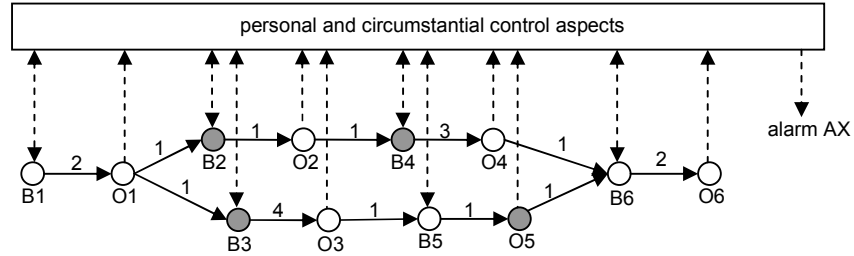 personal and circumstantial control aspects
alarm AX
1 3
B2 1 O2 1 B4 O4 1
2 1 2
B1 O1 1 B6 O6
4 1 1 1
B3 O3 B5 O5